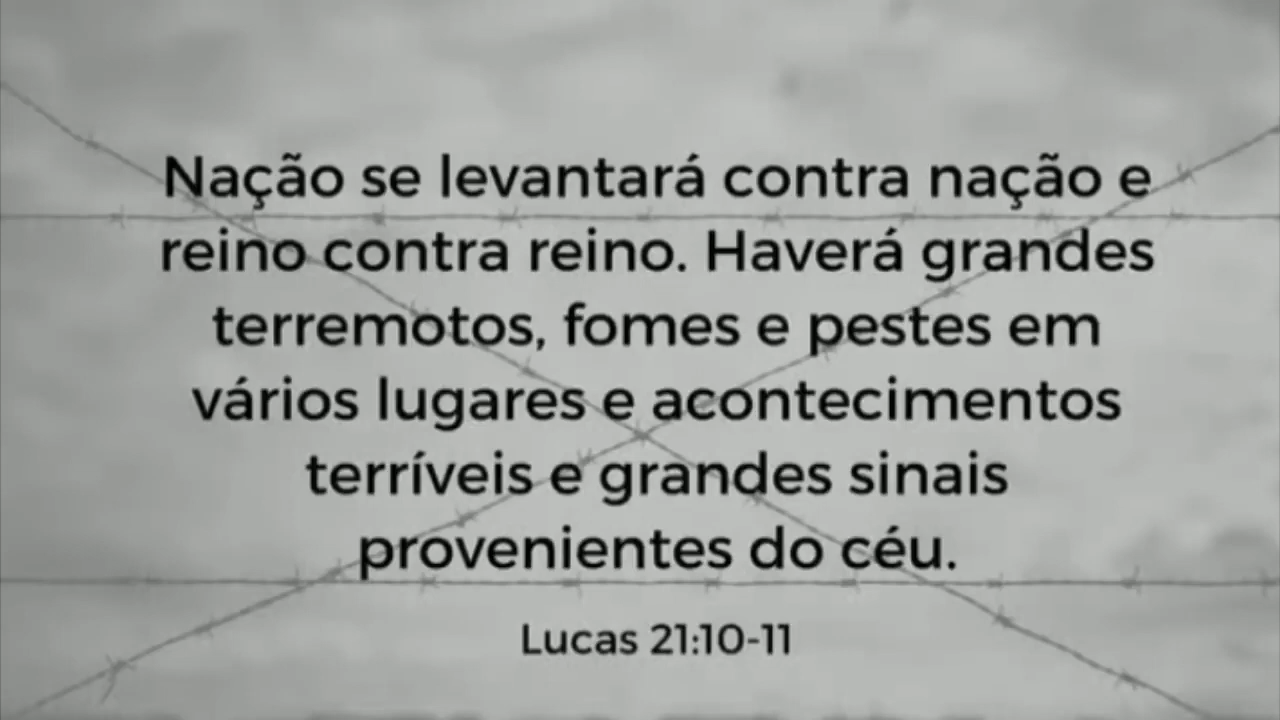 Nação se levantará contra nação e
reino contra reino. Haverá grandes
terremotos, fomes e pestes em
vários lugares e acontecimentos
terríveis e grandes sinais
provenientes do céu.
Lucas 21:10-11